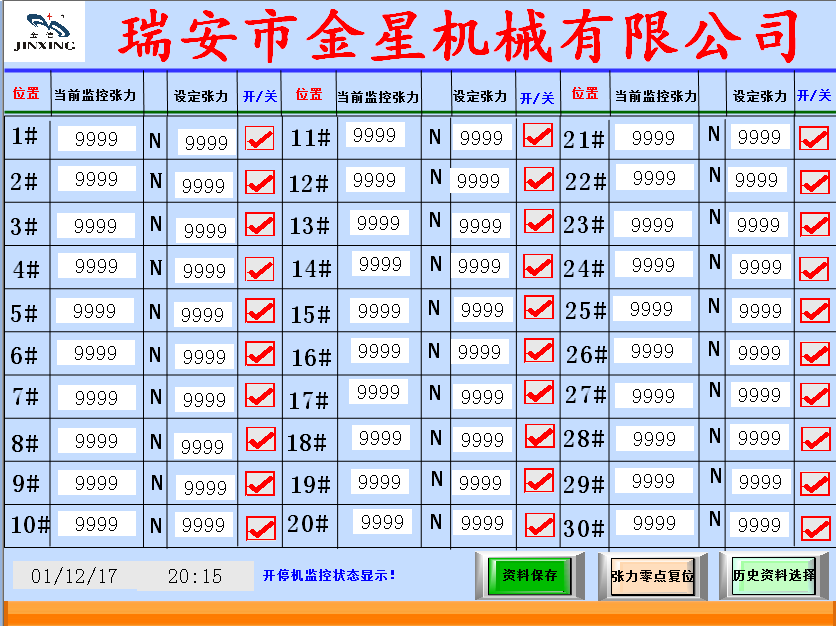 金吉 瑞安市金星机械有限公司
JINXING
位置 当前监控张力 设定张力 开/关 位置 当前监控张力 设定张力 开/关 位置 当前监控张力 设定张力 开/关
1# 9999 N 9999 11# 9999 N 9999 21# 9999 N 9999
2# 9999 N 9999 12# 9999 N 9999 22# 9999 N 9999
3# 9999 N 9999 13# 9999 N 9999 23# 9999 N 9999
4# 9999 N 9999 14# 9999 N 9999 24# 9999 N 9999
5# 9999 N 9999 15# 9999 N 9999 25# 9999 N 9999
6# 9999 N 9999 16# 9999 N 9999 26# 9999 N 9999
7# 9999 N 9999 17# 9999 N 9999 27# 9999 N 9999
8# 9999 N 9999 18# 9999 N 9999 28# 9999 N 9999
9# 9999 N 9999 19# 9999 N 9999 29# 9999 N 9999
10# 9999 N 9999 20# 9999 N 9999 30# 9999 N 9999
01/12/17 20:15 开停机监控状态显示! 资料保存 张力零点复位 历史资料选择